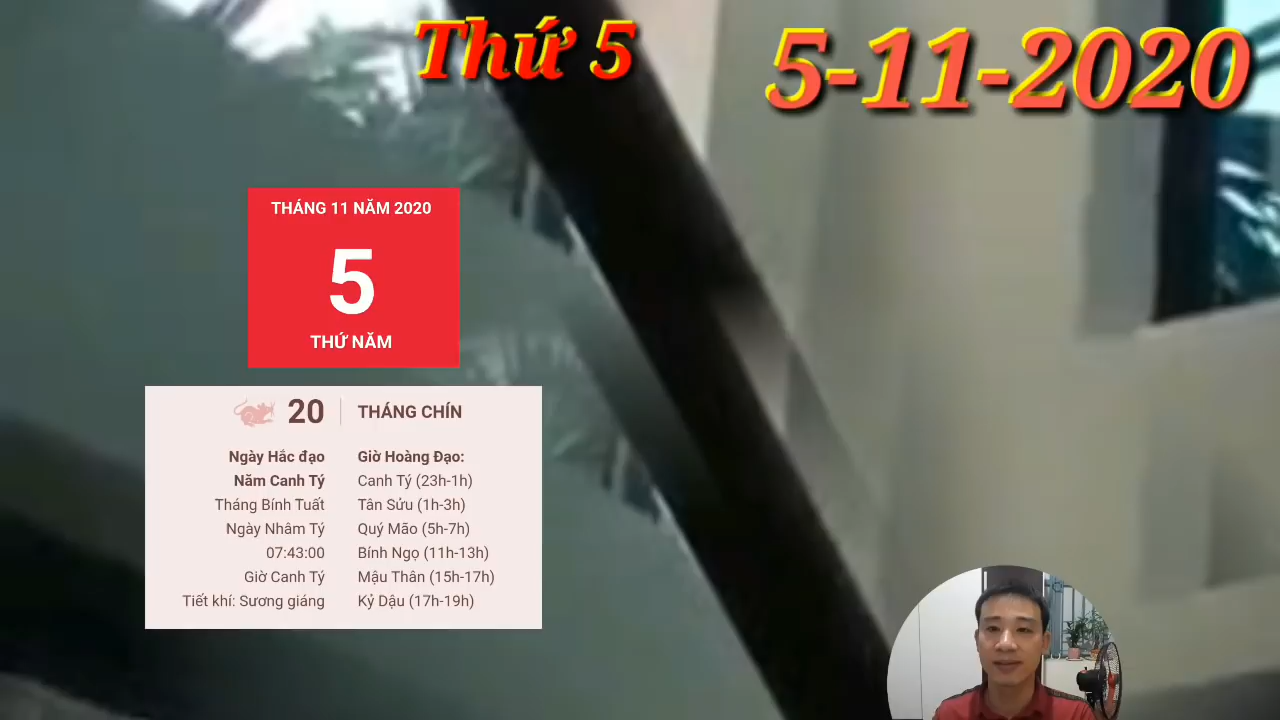 Thứ 5
5-11-2020
THÁNG 11 NĂM 2020
5
THỨ NĂM
20
THÁNG CHÍN
Ngày Hắc đạo
Năm Canh Tý
Tháng Bính Tuất
Ngày Nhâm Tý
07:43:00
Giờ Canh Tý
Tiết khí: Sương giáng
Giờ Hoàng Đạo:
Canh Tý (23h-1h)
Tân Sửu (1h-3h)
Quý Mão (5h-7h)
Bính Ngọ (11h-13h)
Mậu Thân (15h-17h)
Kỷ Dậu (17h-19h)